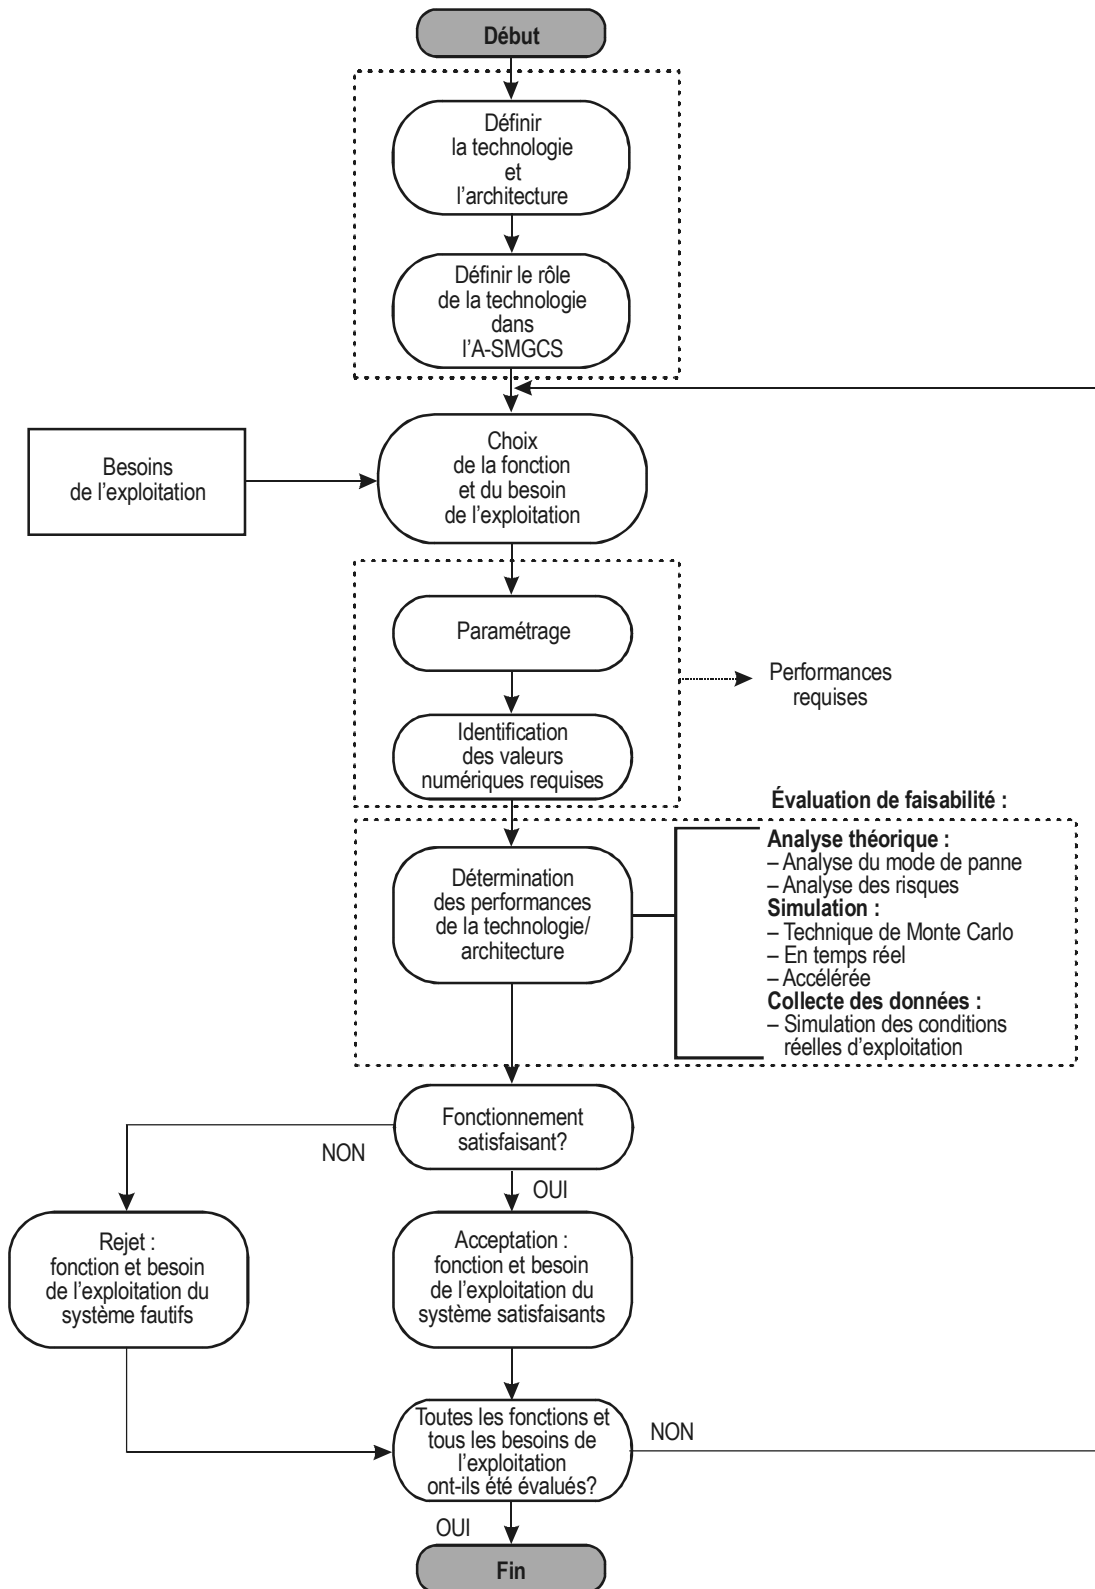 Début
Définir
la technologie
et
l'architecture
Définir le rôle
de la technologie
dans
l'A-SMGCS
Besoins
de l'exploitation
Choix
de la fonction
et du besoin
de l'exploitation
Paramétrage
Performances
requises
Identification
des valeurs
numériques requises
Évaluation de faisabilité :
Détermination
des performances
de la technologie/
architecture
Analyse théorique :
– Analyse du mode de panne
– Analyse des risques
Simulation :
– Technique de Monte Carlo
– En temps réel
– Accélérée
Collecte des données :
– Simulation des conditions
réelles d'exploitation
Fonctionnement
satisfaisant?
NON
OUI
Rejet :
fonction et besoin
de l'exploitation du
système fautifs
Acceptation :
fonction et besoin
de l'exploitation du
système satisfaisants
Toutes les fonctions et
tous les besoins de
l'exploitation
ont-ils été évalués?
NON
OUI
Fin